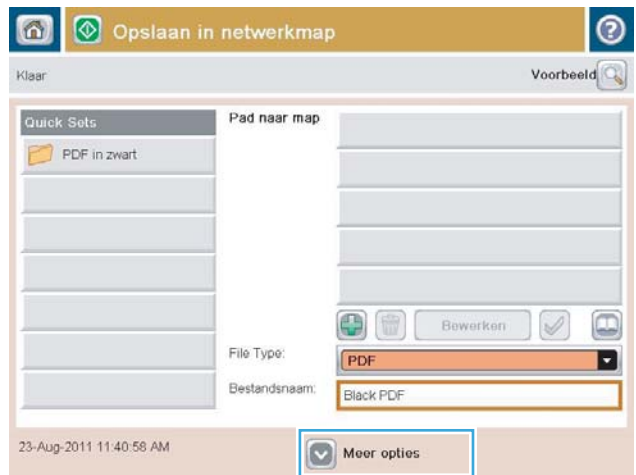 Opslaan in netwerkmap
Klaar
Voorbeeld
Quick Sets
PDF in zwart
Pad naar map
Bewerken
File Type:
PDF
Bestandsnaam:
Black PDF
23-Aug-2011 11:40:58 AM
Meer opties